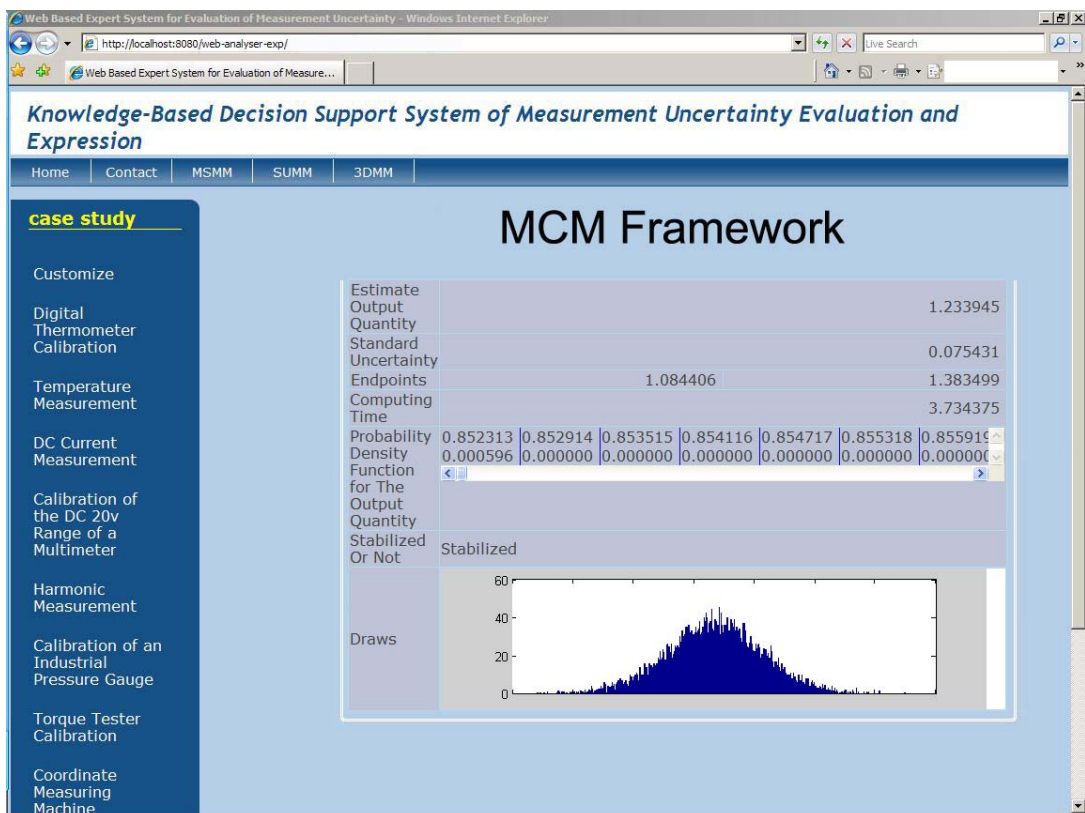 Web Based Expert System for Evaluation of Measurement Uncertainty - Windows Internet Explorer
http://localhost:8080/web-analyser-exp/
Live Search
Web Based Expert System for Evaluation of Measure...
Knowledge-Based Decision Support System of Measurement Uncertainty Evaluation and
Expression
Home Contact MSMM SUMM 3DMM
case study
Customize
Digital
Thermometer
Calibration
Temperature
Measurement
DC Current
Measurement
Calibration of
the DC 20v
Range of a
Multimeter
Harmonic
Measurement
Calibration of an
Industrial
Pressure Gauge
Torque Tester
Calibration
Coordinate
Measuring
Machine
MCM Framework
Estimate
Output
Quantity
1.233945
Standard
Uncertainty
0.075431
Endpoints 1.084406 1.383499
Computing
Time
3.734375
Probability
Density
Function
for The
Output
Quantity
0.852313 0.852914 0.853515 0.854116 0.854717 0.855318 0.855919
0.000596 0.000000 0.000000 0.000000 0.000000 0.000000 0.000000
Stabilized
Or Not
Stabilized
Draws
60
40
20
0